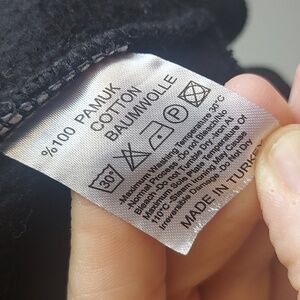 %100 PAMUK
COTTON
BAUMWOLLE
30°
-Maximum Washing Temperature 30°C
Normal Process-Do not Bleach/No
Bleach-Do not Tumble Dry-Iron At
Maximum Sole Plate Temperature Of
110°C-Steam Ironing May Cause
Irreversible Damage-Do not Dry
MADE IN TURKEY